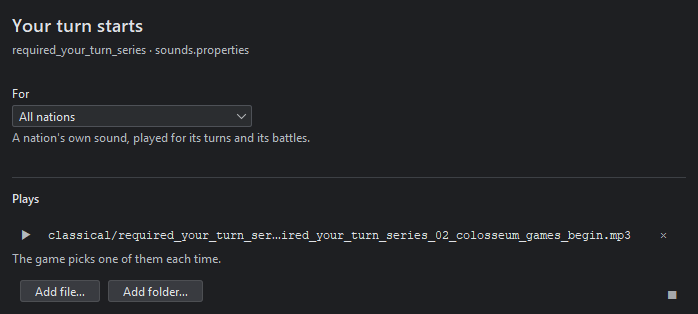 Your turn starts
required_your_turn_series · sounds.properties
For
All nations
A nation's own sound, played for its turns and its battles.
Plays
classical/required_your_turn_ser...ired_your_turn_series_02_colosseum_games_begin.mp3
The game picks one of them each time.
Add file...
Add folder...